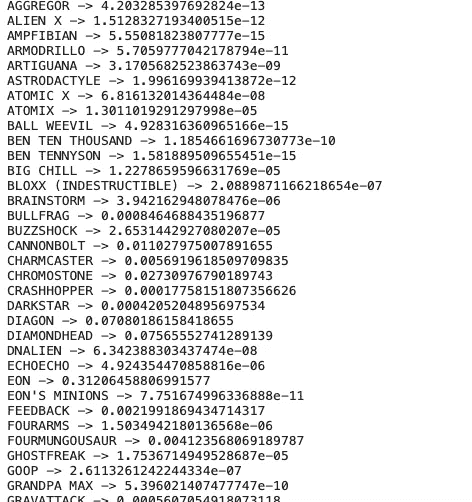 AGGREGOR -> 4.203285397692824e-13
ALIEN X -> 1.5128327193400515e-12
AMPFIBIAN -> 5.55081823807777e-15
ARMODRILLO -> 5.7059777042178794e-11
ARTIGUANA -> 3.1705682523863743e-09
ASTRODACTYLE -> 1.996169939413872e-12
ATOMIC X -> 6.816132014364484e-08
ATOMIX -> 1.3011019291297998e-05
BALL WEEVIL -> 4.928316360965166e-15
BEN TEN THOUSAND -> 1.1854661696730773e-10
BEN TENNYSON -> 1.581889509655451e-15
BIG CHILL -> 1.2278659596631769e-05
BLOXX (INDESTRUCTIBLE) -> 2.0889871166218654e-07
BRAINSTORM -> 3.942162948078476e-06
BULLFRAG -> 0.0008464688435196877
BUZZSHOCK -> 2.6531442927080207e-05
CANNONBOLT -> 0.011027975007891655
CHARMCASTER -> 0.0056919618509709835
CHROMOSTONE -> 0.02730976790189743
CRASHHOPPER -> 0.00017758151807356626
DARKSTAR -> 0.0004205204895697534
DIAGON -> 0.07080186158418655
DIAMONDHEAD -> 0.07565552741289139
DNALIEN -> 6.342388303437474e-08
ECHOECHO -> 4.924354470858816e-06
EON -> 0.31206458806991577
EON'S MINIONS -> 7.751674996336888e-11
FEEDBACK -> 0.0021991869434714317
FOURARMS -> 1.5034942180136568e-06
FOURMUNGOUSAUR -> 0.004123568069189787
GHOSTFREAK -> 1.7536714949528687e-05
GOOP -> 2.6113261242244334e-07
GRANDPA MAX -> 5.396021407477747e-10
GRAVATTACK -> 0.0005607054918073118